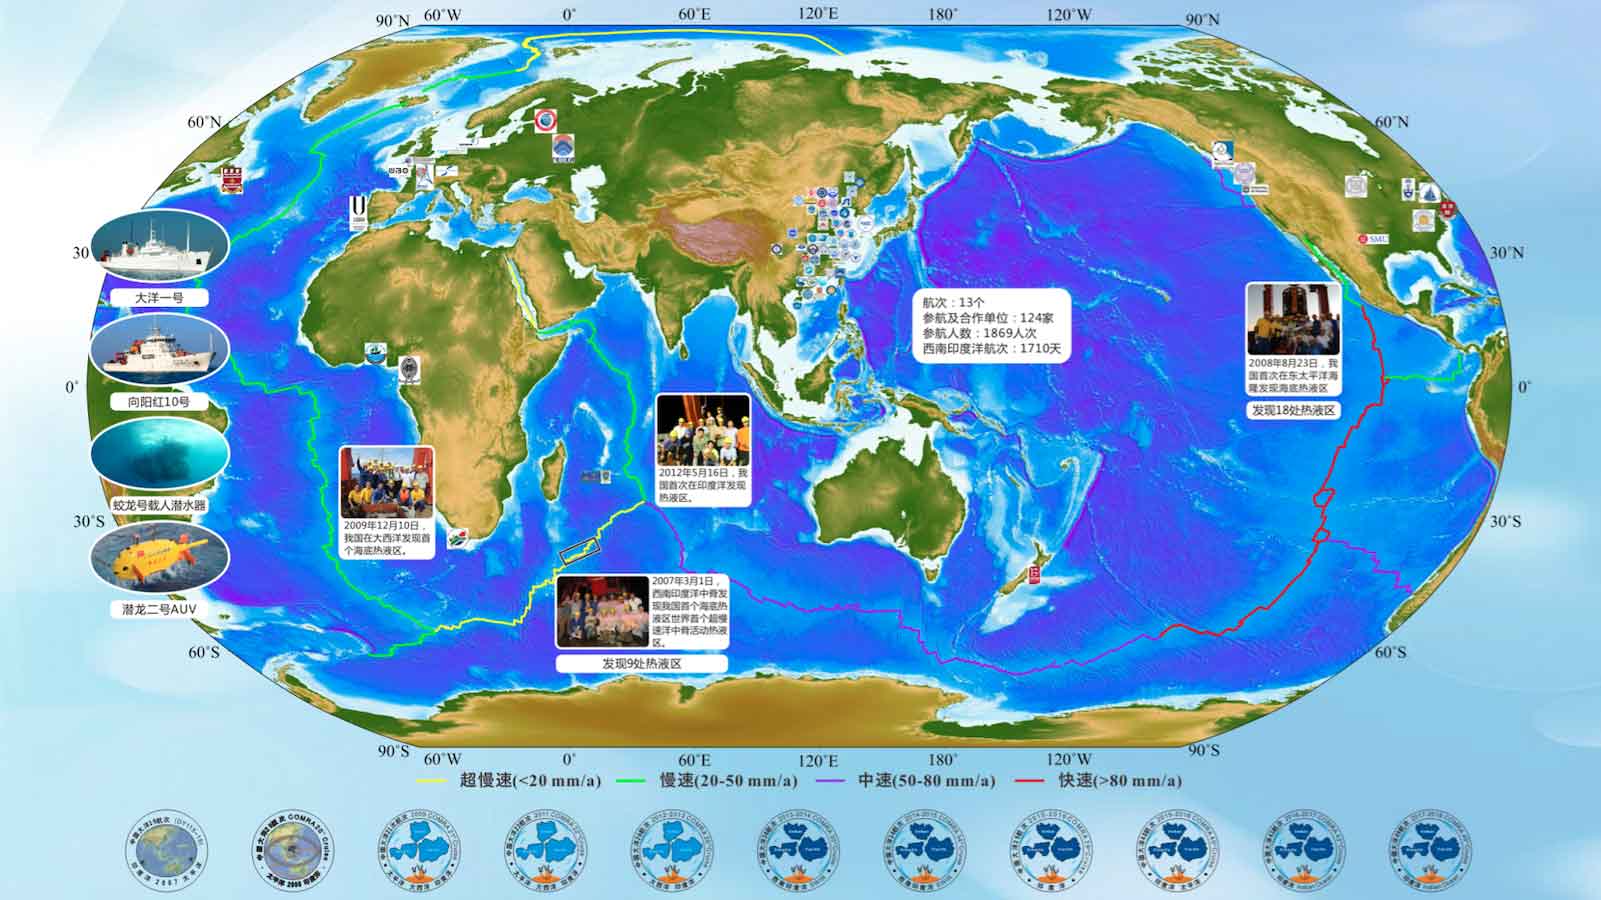 90°N
60°W
0°
60°E
120°E
180°
120°W
90°N
60°N
60°N
30
30°N
大洋一号
向阳红10号
0°
0°
蛟龙号载人潜水器
30°S
30°S
潜龙二号AUV
60°S
60°S
UBO
U
SMU
航次：13个
参航及合作单位：124家
参航人数：1869人次
西南印度洋航次：1710天
2008年8月23日，我
国首次在东太平洋海
隆发现海底热液区
发现18处热液区
2012年5月16日，我
国首次在印度洋发现
热液区。
2009年12月10日，
我国在大西洋发现首
个海底热液区。
2007年3月1日，
西南印度洋中脊发
现我国首个海底热
液区世界首个超慢
速洋中脊活动热液
区。
发现9处热液区
90°S
60°W
0°
60°E
120°E
180°
120°W
90°S
超慢速(<20 mm/a)
慢速(20-50 mm/a)
中速(50-80 mm/a)
快速(>80 mm/a)